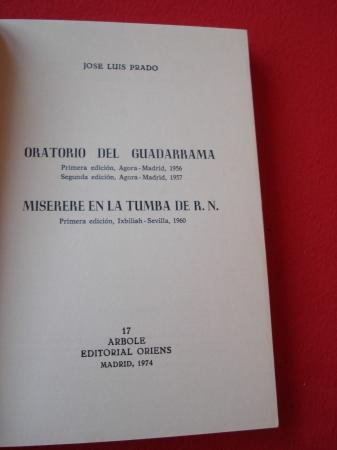 JOSE LUIS PRADO
ORATORIO DEL GUADARRAMA
Primera edición, Agora-Madrid, 1956
Segunda edición, Agora-Madrid, 1957
MISERERE EN LA TUMBA DE R. N.
Primera edición, Ixbiliah-Sevilla, 1960
17
ARBOLE
EDITORIAL ORIENS
MADRID, 1974